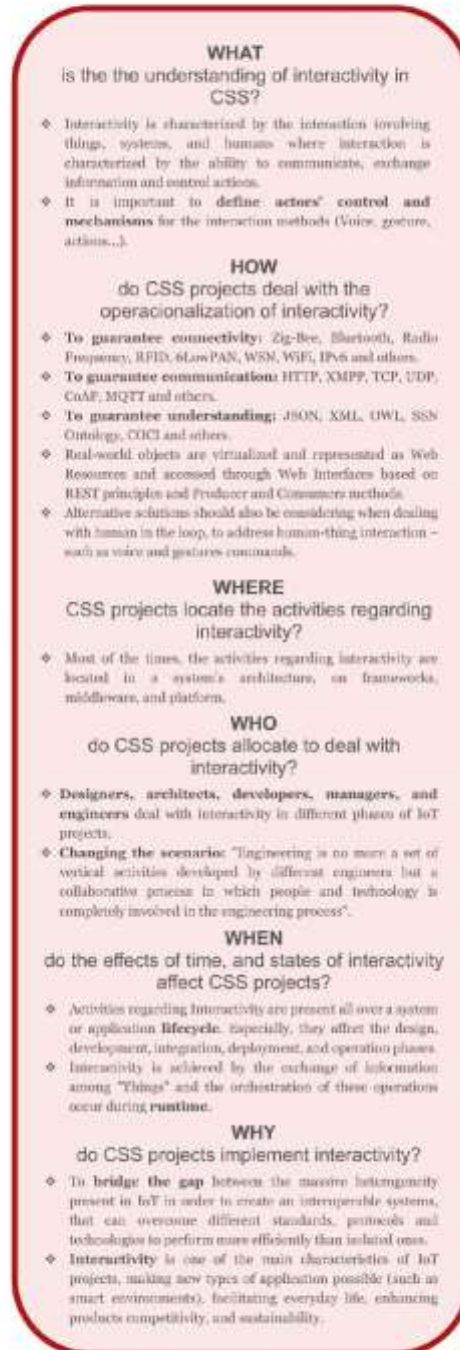 WHAT
is the the understanding of interactivity in
CSS?
❖ Interactivity is characterized by the interaction involving
things, systems, and humans where interaction is
characterized by the ability to communicate, exchange
information and control actions.
❖ It is important to define actors' control and
mechanisms for the interaction methods (Voice, gesture,
actions...).
HOW
do CSS projects deal with the
operacionalization of interactivity?
❖ To guarantee connectivity: Zig-Bee, Bluetooth, Radio
Frequency, RFID, 6LowPAN, WSN, WiFi, IPv6 and others.
❖ To guarantee communication: HTTP, XMPP, TCP, UDP,
CoAP, MQTT and others.
❖ To guarantee understanding: JSON, XML, OWL, SSN
Ontology, COCI and others.
❖ Real-world objects are virtualized and represented as Web
Resources and accessed through Web Interfaces based on
REST principles and Producer and Consumers methods.
❖ Alternative solutions should also be considering when dealing
with human in the loop, to address human-thing interaction –
such as voice and gestures commands.
WHERE
CSS projects locate the activities regarding
interactivity?
❖ Most of the times, the activities regarding interactivity are
located in a system's architecture, on frameworks,
middleware, and platform.
WHO
do CSS projects allocate to deal with
interactivity?
❖ Designers, architects, developers, managers, and
engineers deal with interactivity in different phases of IoT
projects.
❖ Changing the scenario: "Engineering is no more a set of
vertical activities developed by different engineers but a
collaborative process in which people and technology is
completely involved in the engineering process".
WHEN
do the effects of time, and states of interactivity
affect CSS projects?
❖ Activities regarding Interactivity are present all over a system
or application lifecycle. Especially, they affect the design,
development, integration, deployment, and operation phases.
❖ Interactivity is achieved by the exchange of information
among "Things" and the orchestration of these operations
occur during runtime.
WHY
do CSS projects implement interactivity?
❖ To bridge the gap between the massive heterogeneity
present in IoT in order to create an interoperable systems,
that can overcome different standards, protocols and
technologies to perform more efficiently than isolated ones.
❖ Interactivity is one of the main characteristics of IoT
projects, making new types of application possible (such as
smart environments), facilitating everyday life, enhancing
products competitivity, and sustainability.